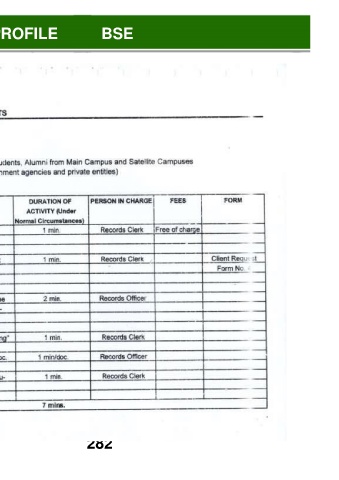 PROFILE BSE
TS
udents, Alumni from Main Campus and Satellite Campuses
nment agencies and private entities)
DURATION OF ACTIVITY (Under Normal Circumstances) PERSON IN CHARGE FEES FORM
1 min. Records Clerk Free of charge
1 min. Records Clerk Client Request
Form No.
he 2 min. Records Officer
ng" 1 min. Records Clerk
oc. 1 min/doc. Records Officer
u- 1 min. Records Clerk
7 mins.
282